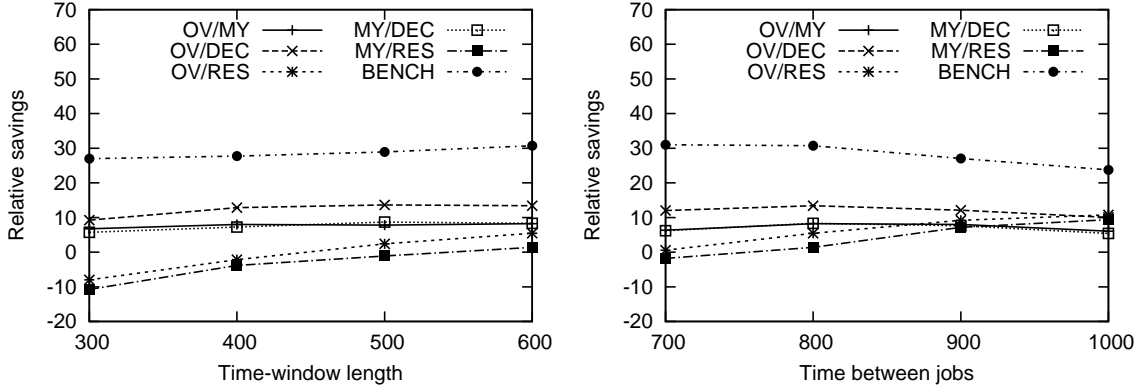 Relative savings
70
60
50
40
30
20
10
0
-10
-20
300 400 500 600
Time-window length
OV/MY MY/DEC
OV/DEC MY/RES
OV/RES BENCH
Relative savings
70
60
50
40
30
20
10
0
-10
-20
700 800 900 1000
Time between jobs
OV/MY MY/DEC
OV/DEC MY/RES
OV/RES BENCH